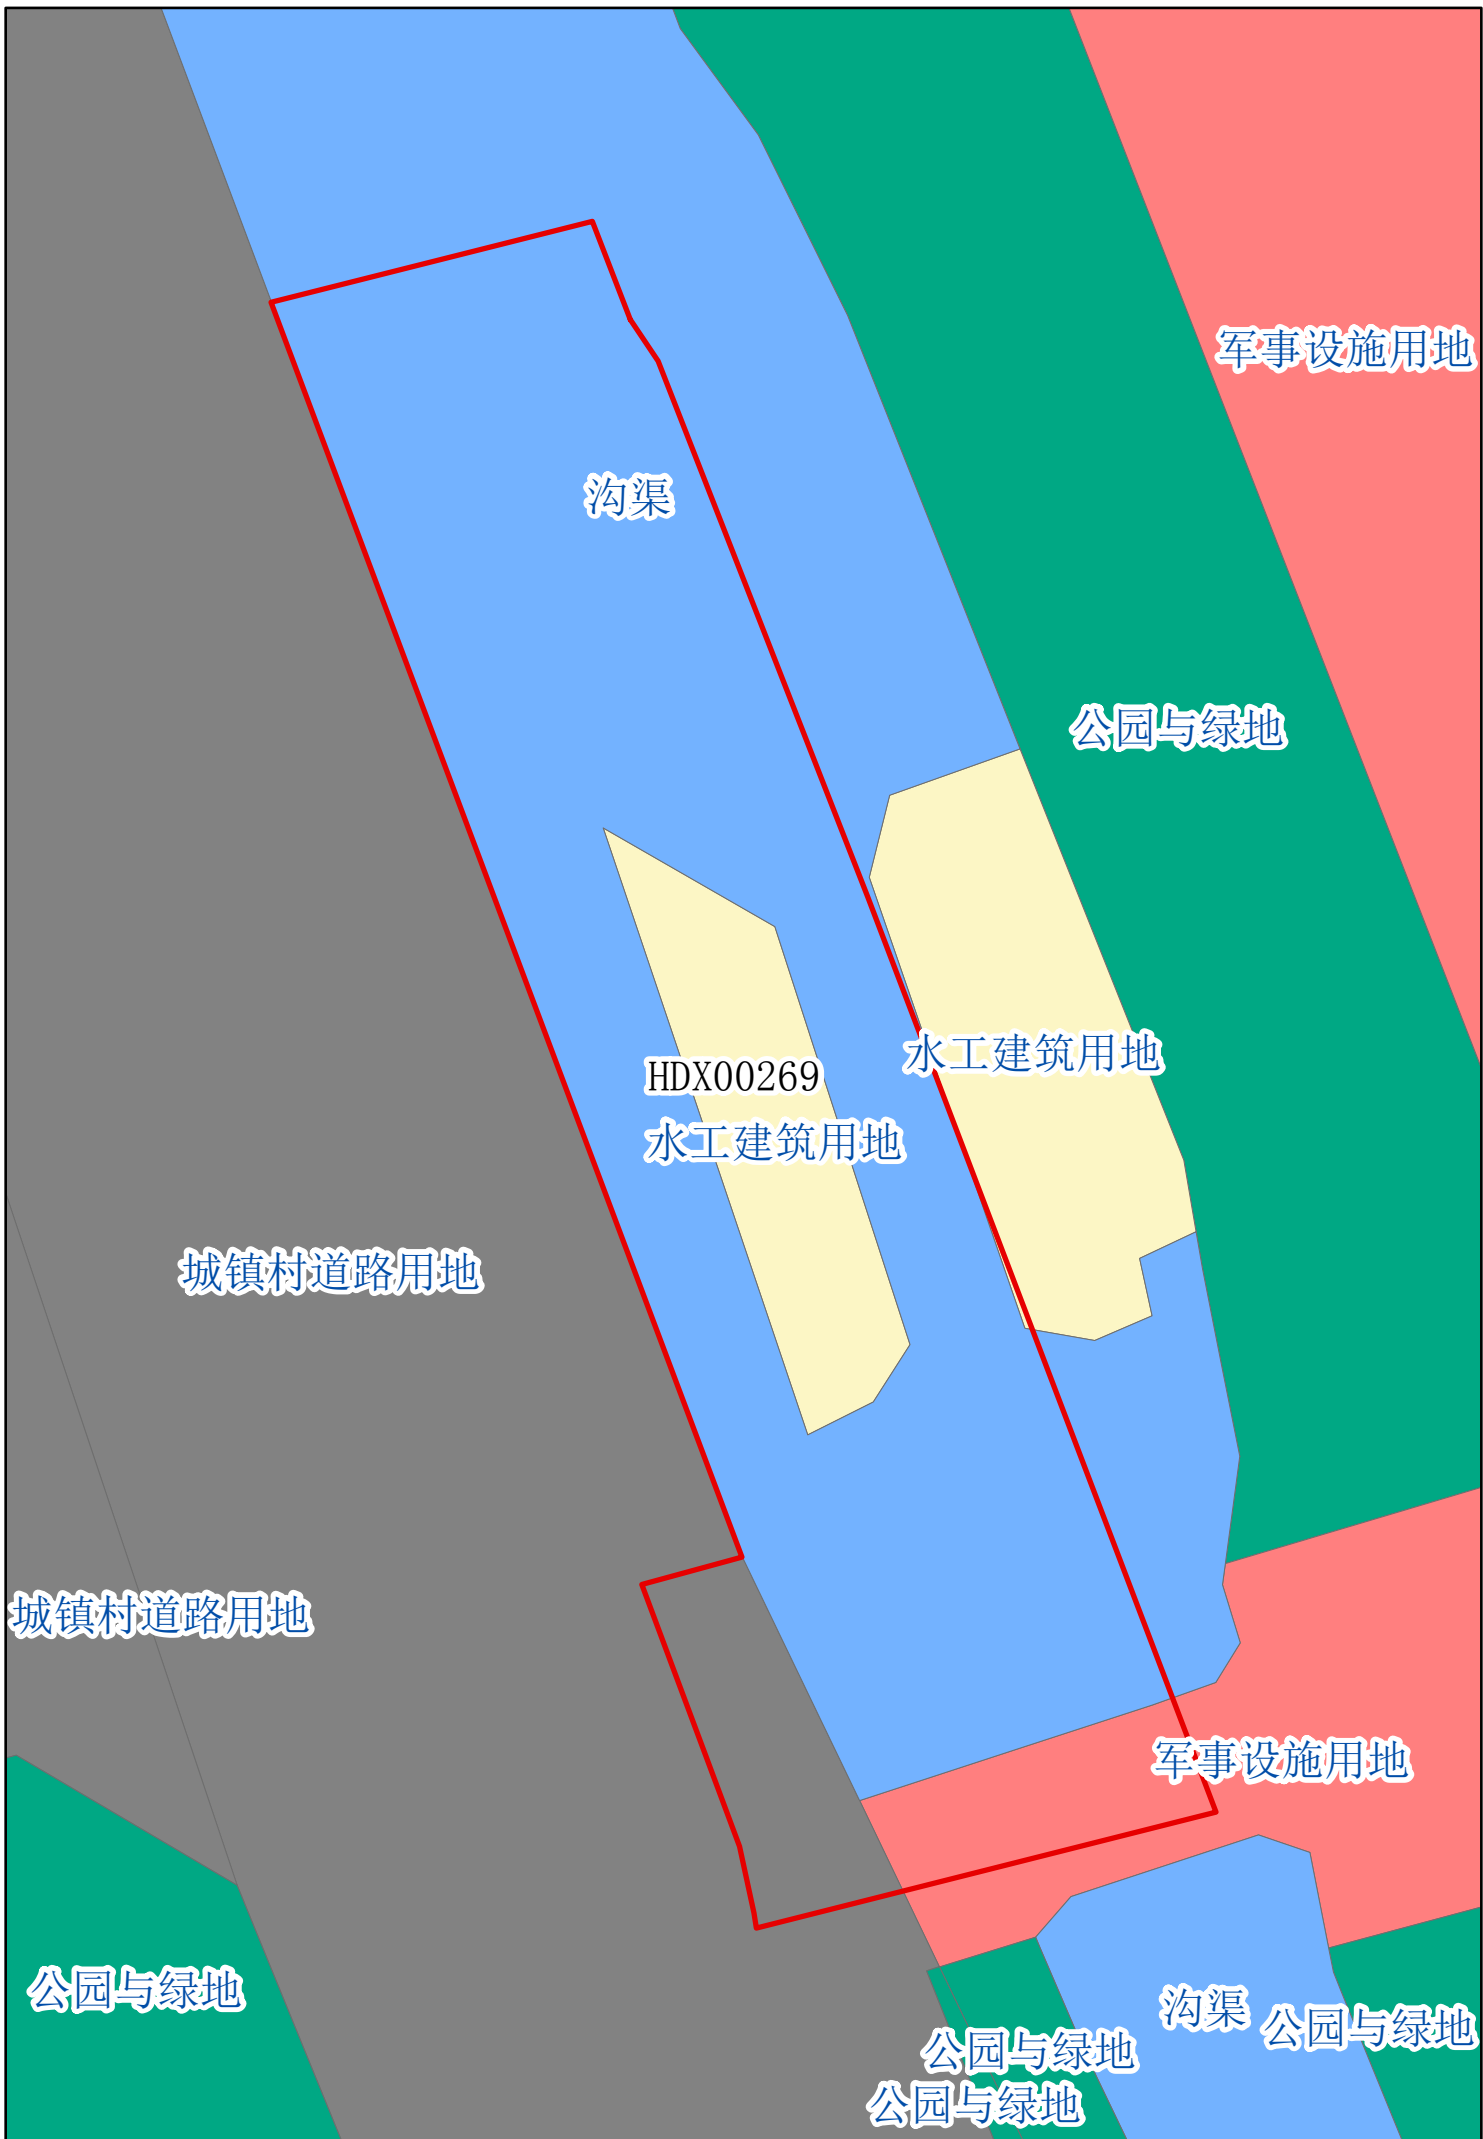 军事设施用地
沟渠
公园与绿地
水工建筑用地
HDX00269
水工建筑用地
城镇村道路用地
城镇村道路用地
军事设施用地
公园与绿地
沟渠
公园与绿地
公园与绿地
公园与绿地